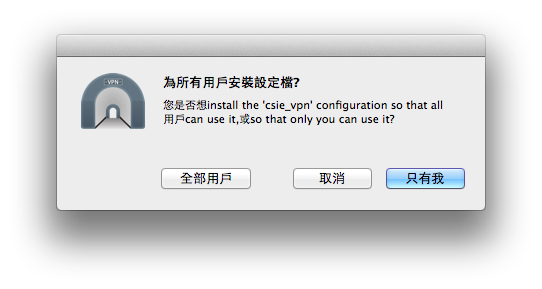 VPN
為所有用戶安裝設定檔?
您是否想install the 'csie_vpn' configuration so that all
用戶can use it,或so that only you can use it?
全部用戶
取消
只有我